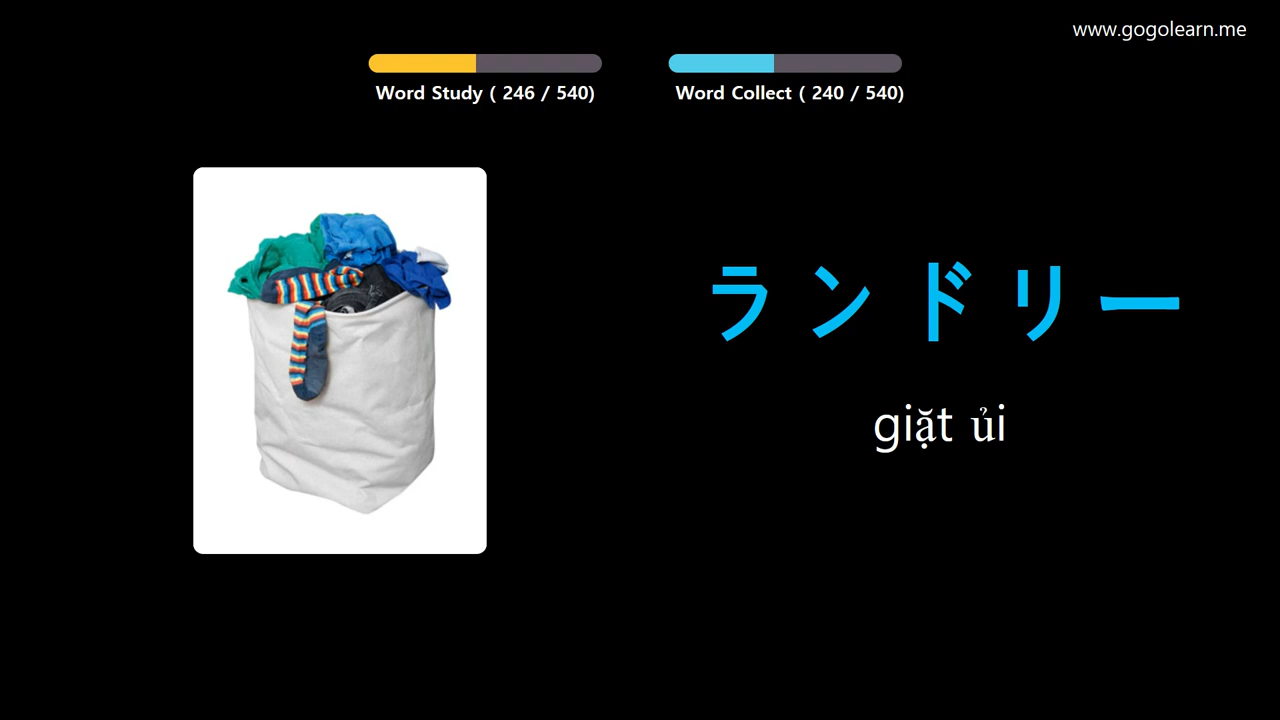 www.gogolearn.me
Word Study ( 246 / 540)
Word Collect ( 240 / 540)
ランドリー
giặt ủi